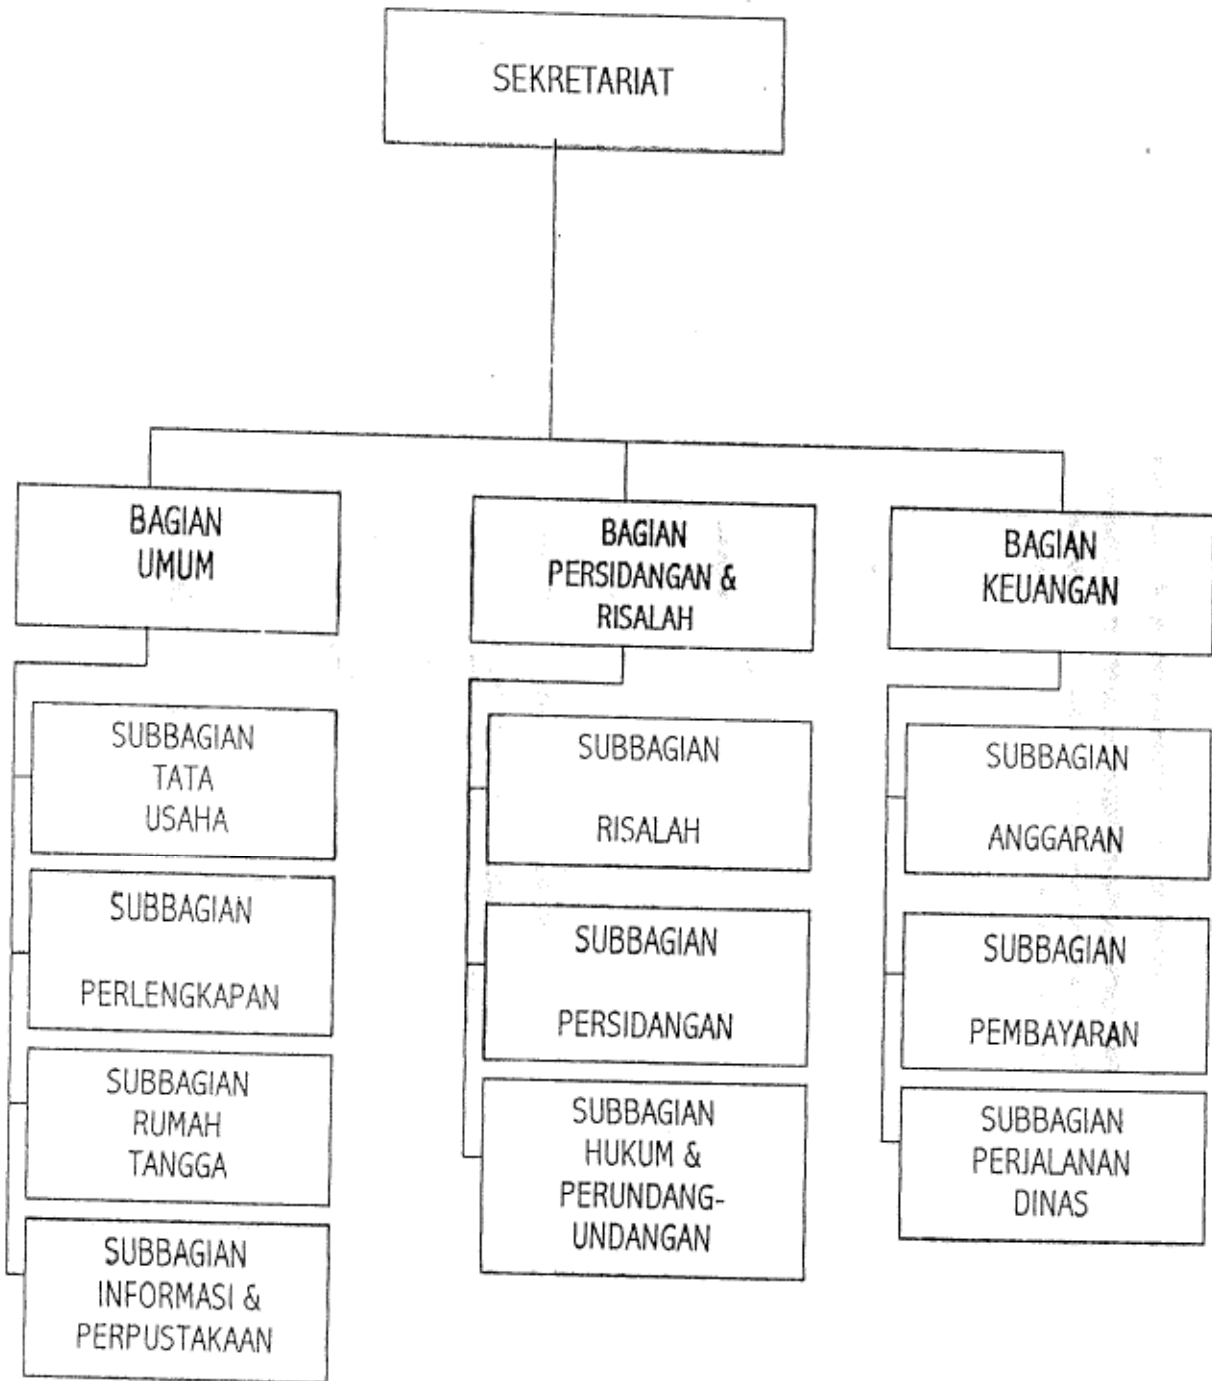 SEKRETARIAT
BAGIAN
UMUM
BAGIAN
PERSIDANGAN &
RISALAH
BAGIAN
KEUANGAN
SUBBAGIAN
TATA
USAHA
SUBBAGIAN
PERLENGKAPAN
SUBBAGIAN
RUMAH
TANGGA
SUBBAGIAN
INFORMASI &
PERPUSTAKAAN
SUBBAGIAN
RISALAH
SUBBAGIAN
PERSIDANGAN
SUBBAGIAN
HUKUM &
PERUNDANG-
UNDANGAN
SUBBAGIAN
ANGGARAN
SUBBAGIAN
PEMBAYARAN
SUBBAGIAN
PERJALANAN
DINAS